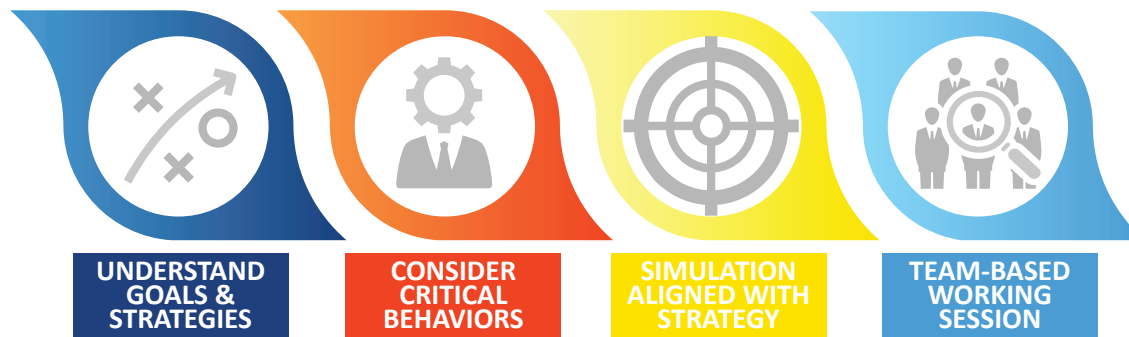 UNDERSTAND
GOALS &
STRATEGIES
CONSIDER
CRITICAL
BEHAVIORS
SIMULATION
ALIGNED WITH
STRATEGY
TEAM-BASED
WORKING
SESSION